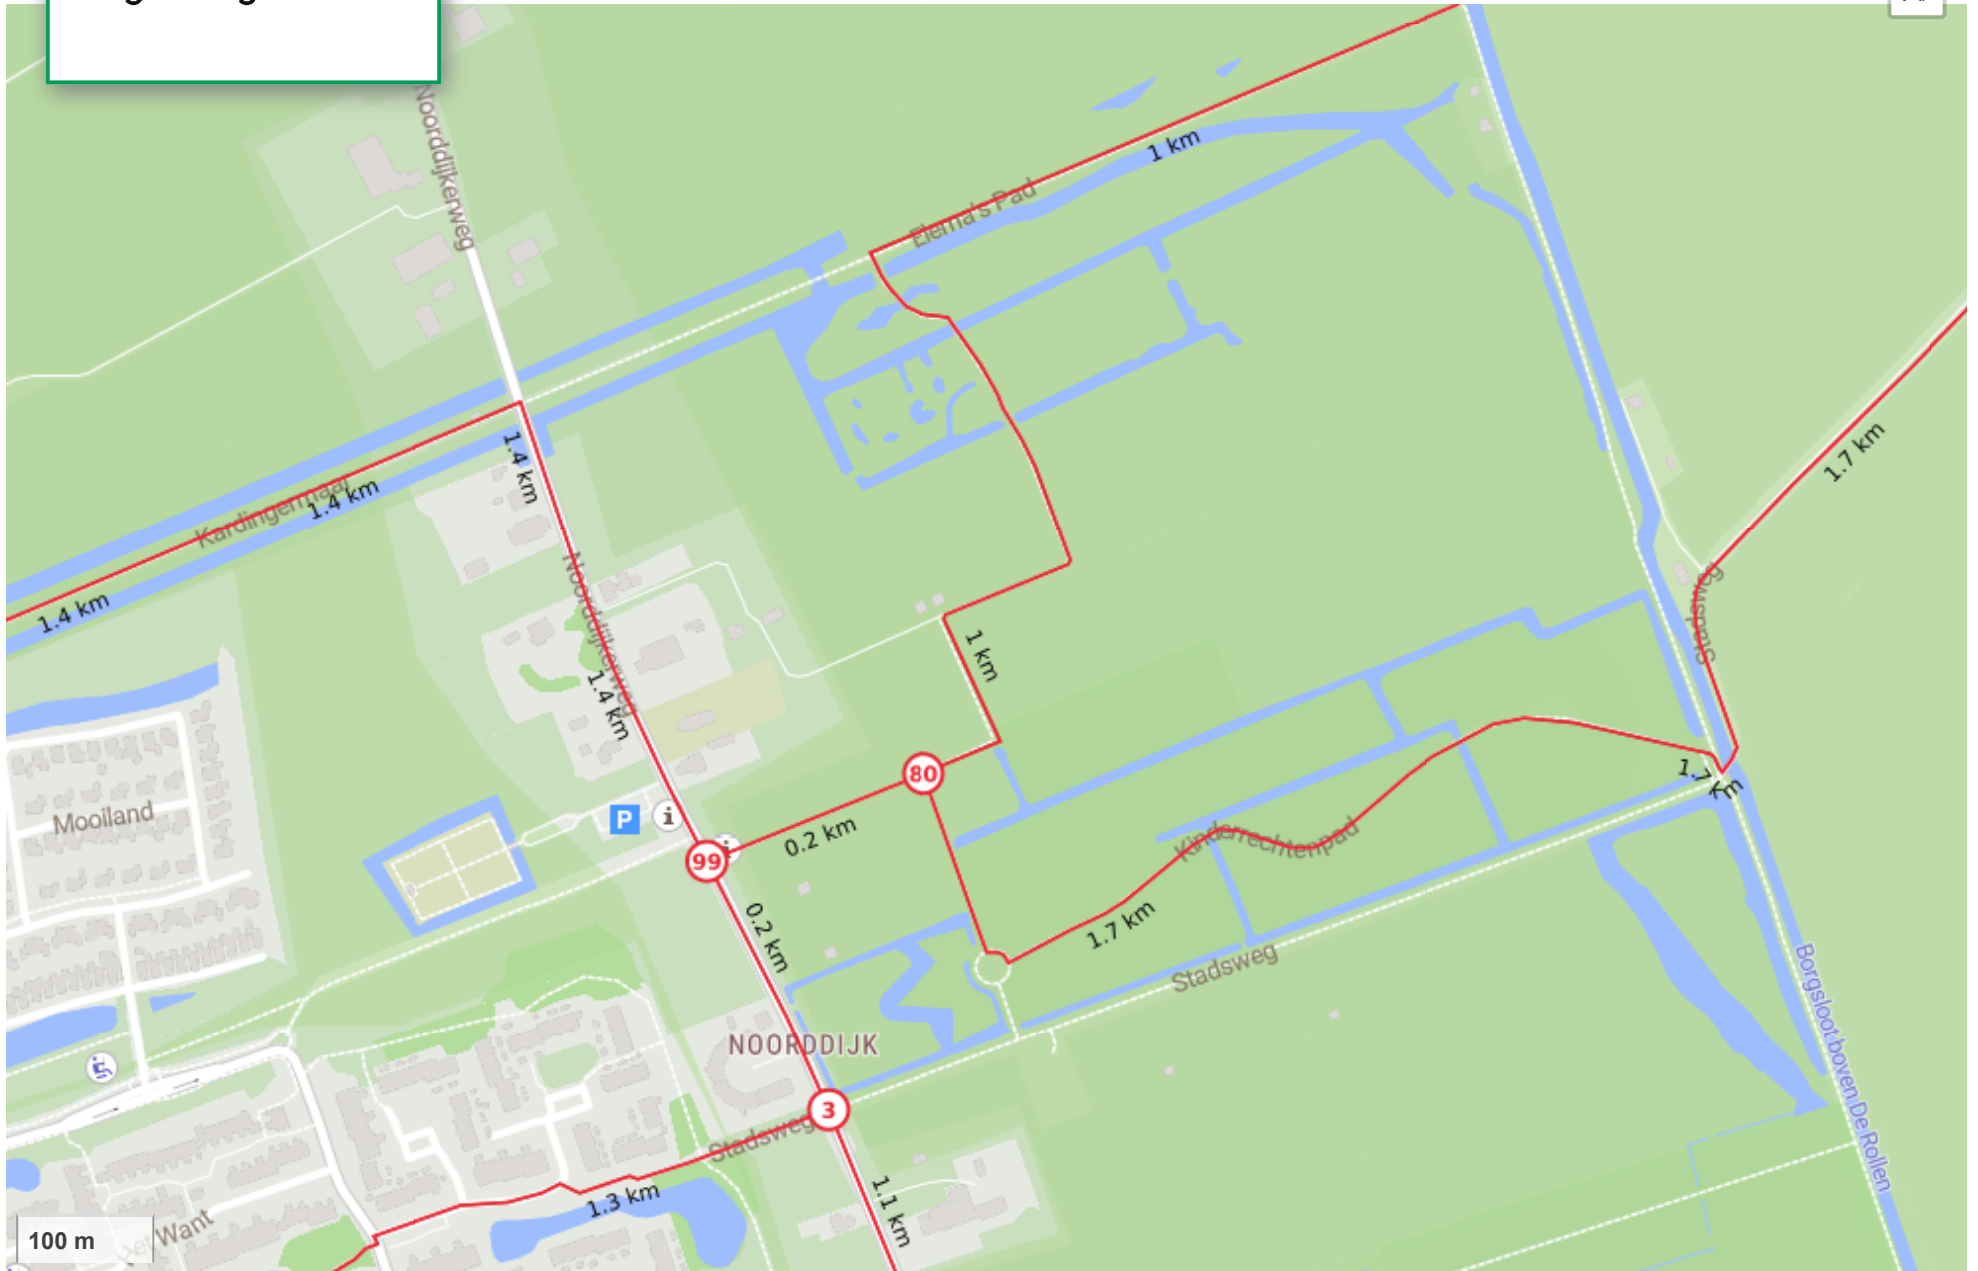 Noorddijkerweg
1 km
Elema's Pad
1.4 km
1.7 km
Kardingermaar
1.4 km
Noorddijkerweg
1.4 km
Stadsweg
1 km
1.4 km
80
1.7 km
Mooiland
P
i
0.2 km
Kinderrechtenpad
99
i
0.2 km
1.7 km
Stadsweg
Borgsloot boven De Rollen
NOORDDIJK
3
Stadsweg
1.3 km
1.1 km
Want
100 m